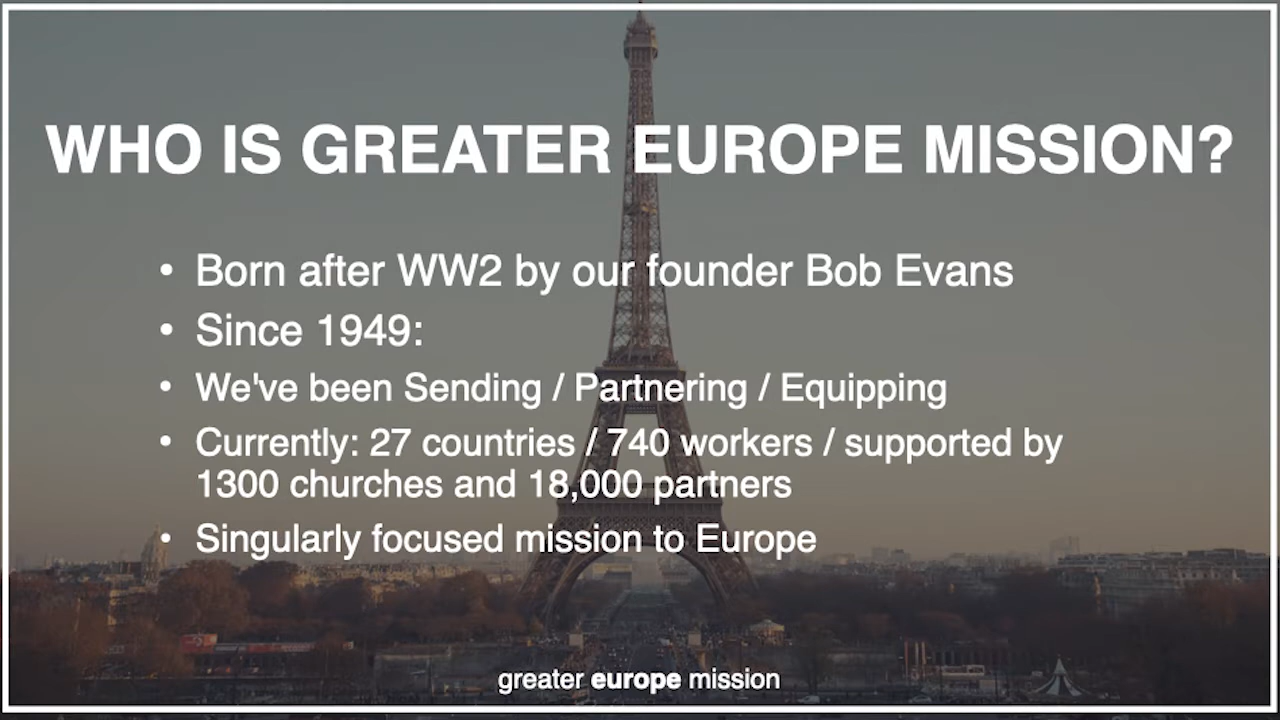 WHO IS GREATER EUROPE MISSION?
• Born after WW2 by our founder Bob Evans
• Since 1949:
• We've been Sending / Partnering / Equipping
• Currently: 27 countries / 740 workers / supported by
1300 churches and 18,000 partners
• Singularly focused mission to Europe
greater europe mission